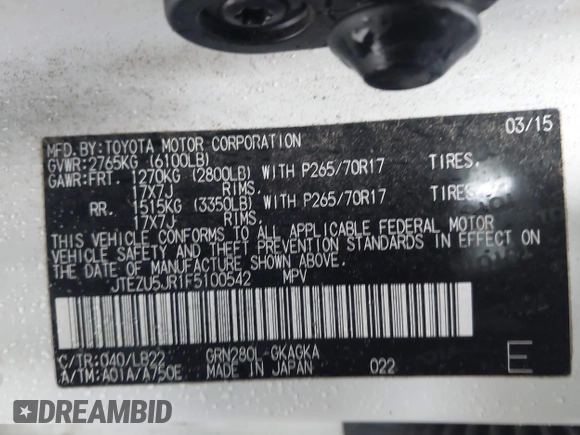 03/15
MFD.BY:TOYOTA MOTOR CORPORATION
GVWR:2765KG (6100LB)
GAWR:FRT. 1270KG (2800LB) WITH P265/70R17 TIRES.
17X7J RIMS.
RR. 1515KG (3350LB) WITH P265/70R17 TIRES.
17X7J RIMS.
THIS VEHICLE CONFORMS TO ALL APPLICABLE FEDERAL MOTOR
VEHICLE SAFETY AND THEFT PREVENTION STANDARDS IN EFFECT ON
THE DATE OF MANUFACTURE SHOWN ABOVE.
JTEZU5JR1F5100542 MPV
C/TR:040/LB22 GRN280L-GKAGKA
A/TM:A01A/A750E MADE IN JAPAN 022 E
DREAMBID